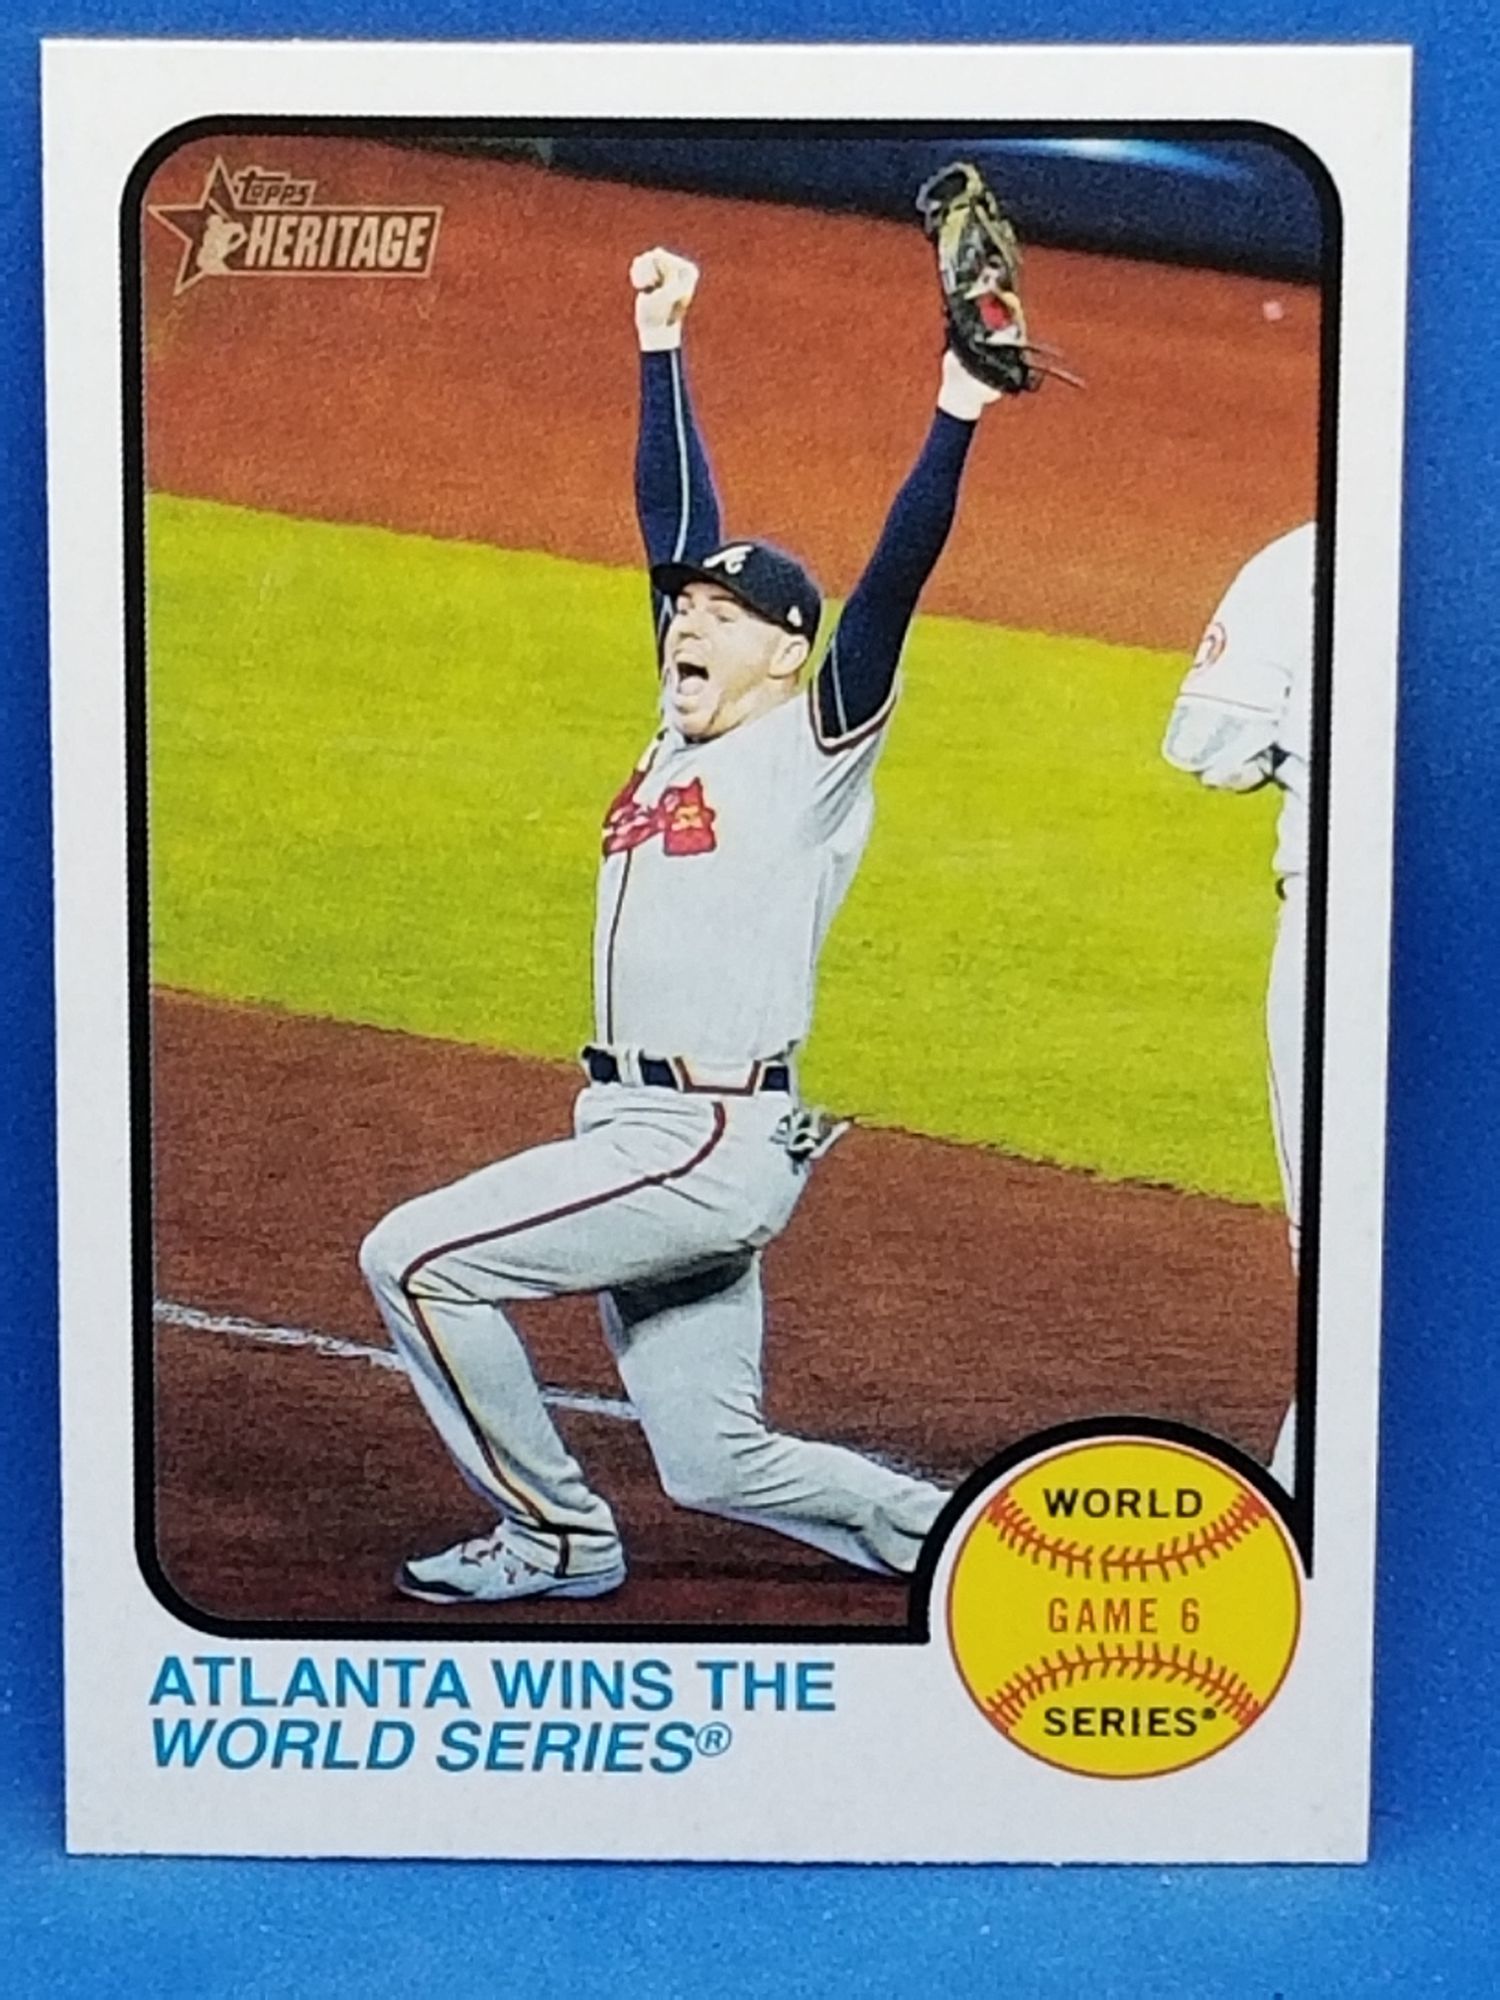 topps
HERITAGE
A
WORLD
GAME 6
SERIES®
ATLANTA WINS THE
WORLD SERIES®